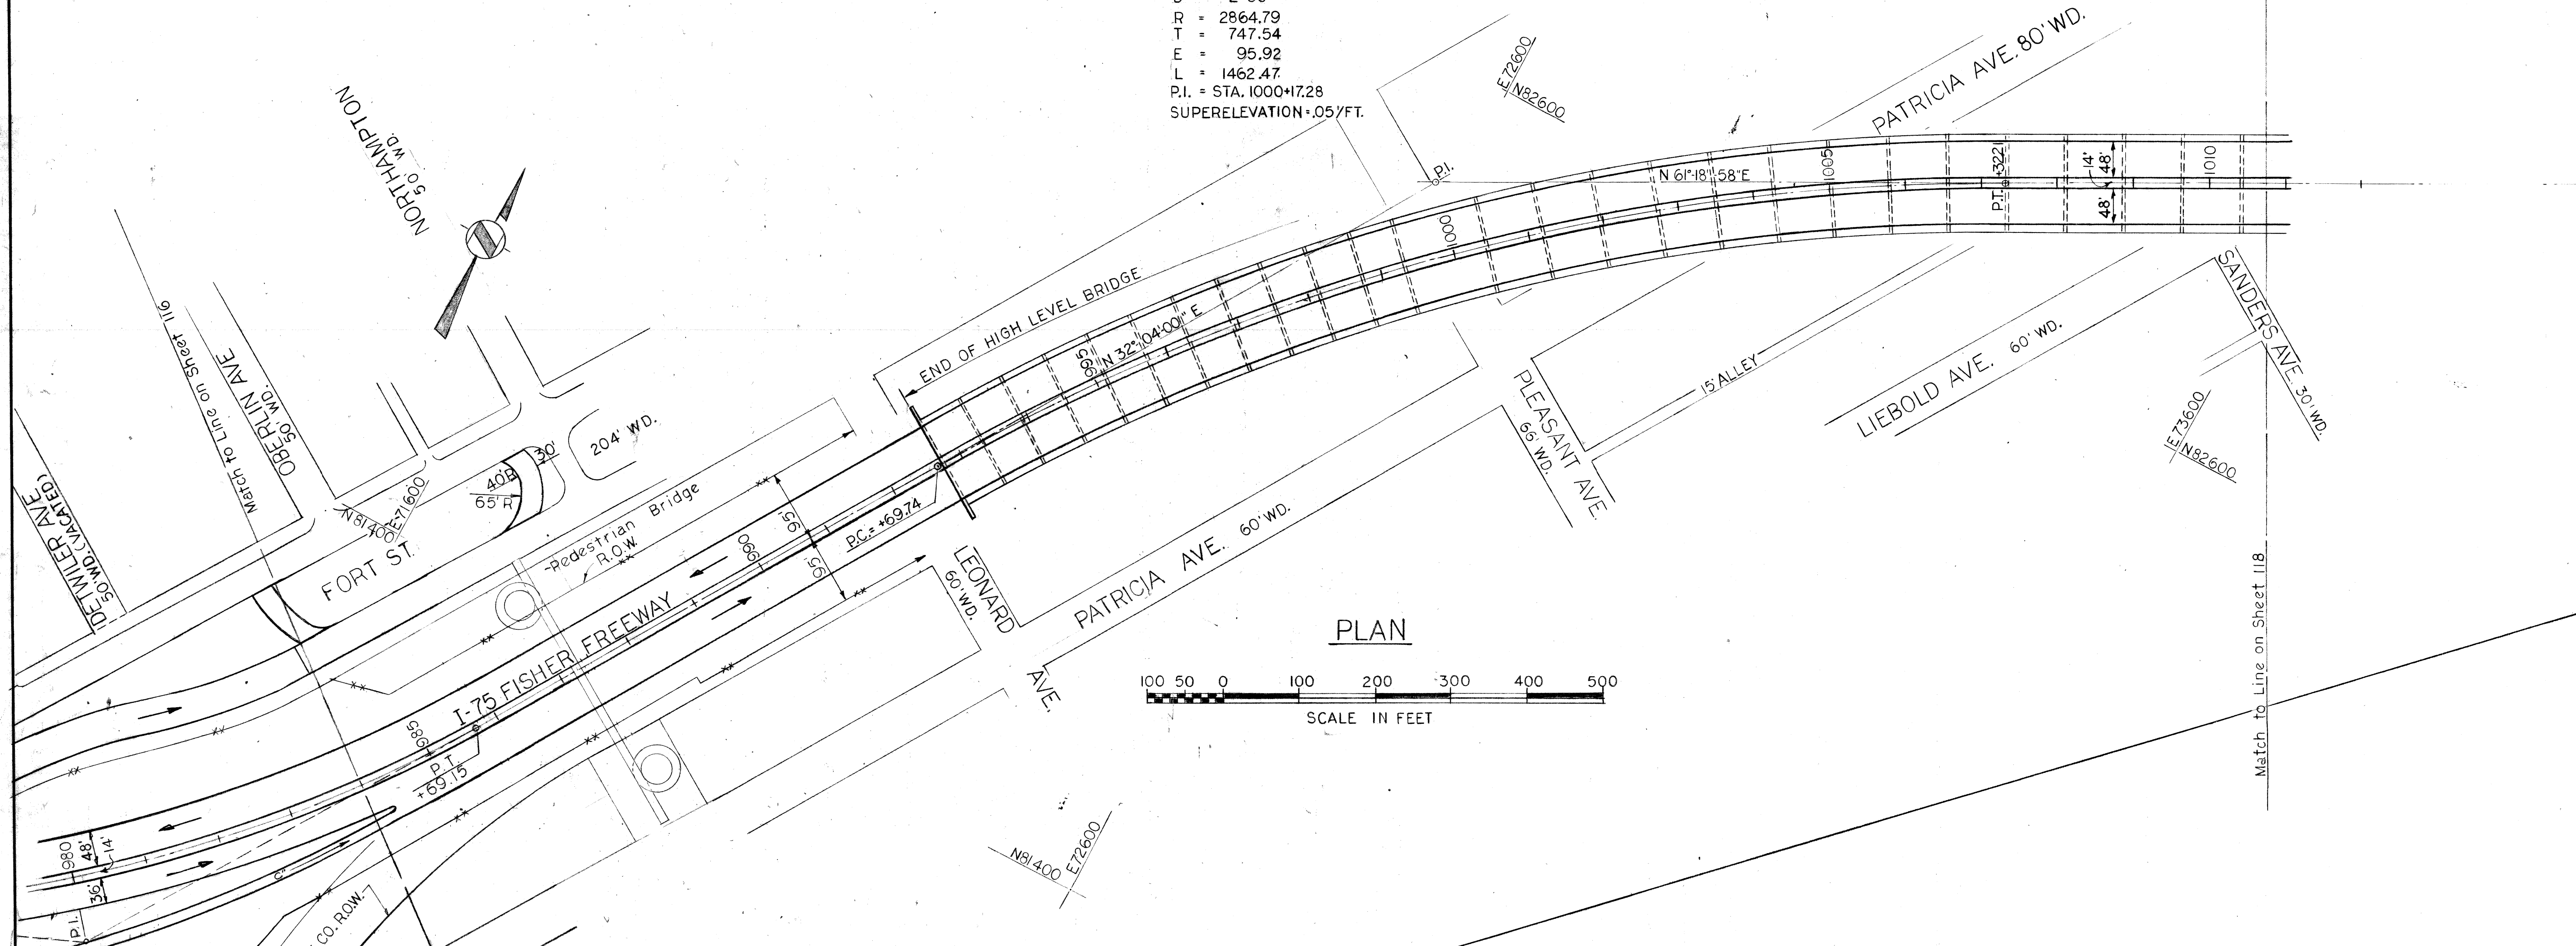 R = 2864.79
T = 747.54
E = 95.92
L = 1462.47
P.I. = STA. 1000+17.28
SUPERELEVATION=.05'/FT.
E72600
N82600
PATRICIA AVE. 80' WD.
NORTHAMPTON
50' WD.
P.I.
N 61°-18'-58"E
1005
P.T. +3221
14'
48'
48'
1010
1000
END OF HIGH LEVEL BRIDGE
N 32°-04'-00" E
995
Match to Line on Sheet 116
OBERLIN AVE
50' WD.
DETWILER AVE
50' WD. (VACATED)
N81400
E71600
40'R
65' R
30'
204' WD.
FORT ST.
Pedestrian Bridge
R.O.W.
95'
95'
990
P.C.= +69.74
LEONARD
60' WD.
AVE.
PATRICIA AVE. 60' WD.
PLEASANT AVE.
66' WD.
15' ALLEY
LIEBOLD AVE. 60' WD.
SANDERS AVE.
30' WD.
E73600
N82600
I-75 FISHER FREEWAY
985
P.T.
+69.15
980
48'
14'
36'
P.I.
CO. R.O.W.
PLAN
100 50 0 100 200 300 400 500
SCALE IN FEET
N81400
E72600
Match to Line on Sheet 118